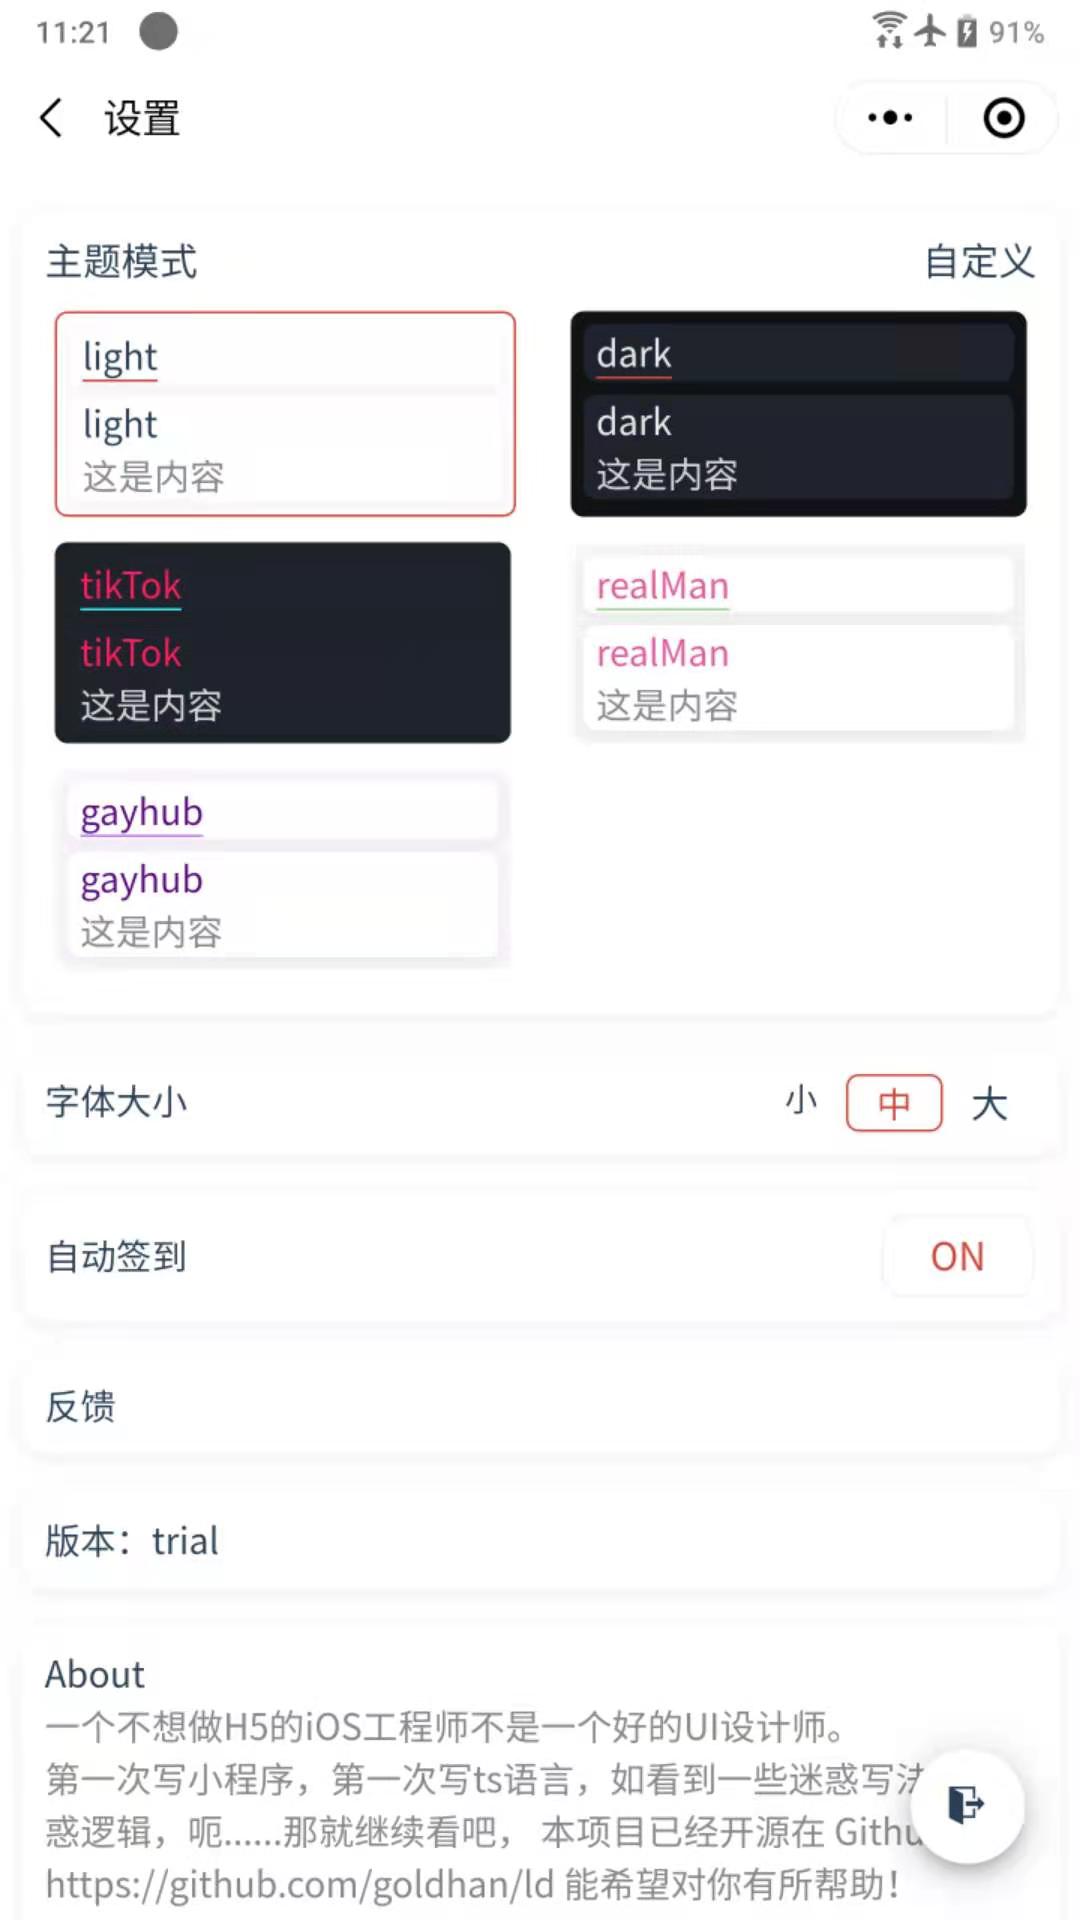 11:21
91%
设置
主题模式
自定义
light
light
这是内容
dark
dark
这是内容
tikTok
tikTok
这是内容
realMan
realMan
这是内容
gayhub
gayhub
这是内容
字体大小
小 中 大
自动签到
ON
反馈
版本：trial
About
一个不想做H5的iOS工程师不是一个好的UI设计师。
第一次写小程序，第一次写ts语言，如看到一些迷惑写法
惑逻辑，呃......那就继续看吧， 本项目已经开源在 Githu
https://github.com/goldhan/ld 能希望对你有所帮助！